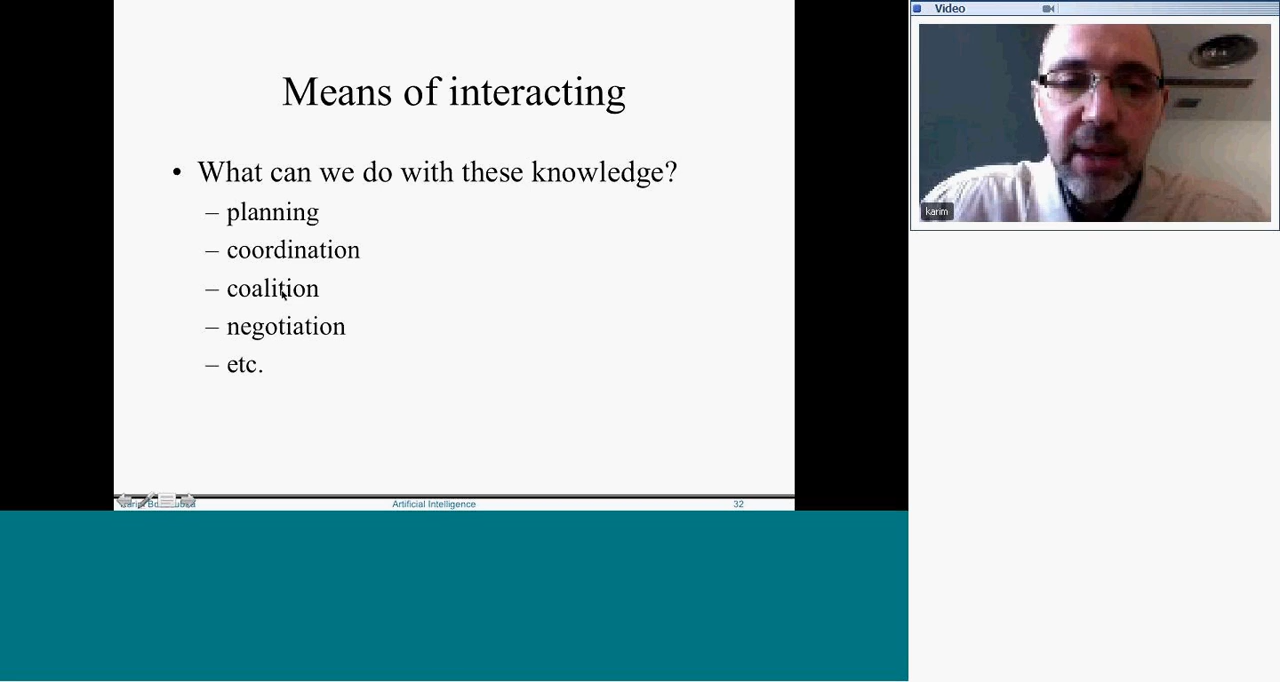 Means of interacting
• What can we do with these knowledge?
– planning
– coordination
– coalition
– negotiation
– etc.
Artificial Intelligence
32
Video
karim